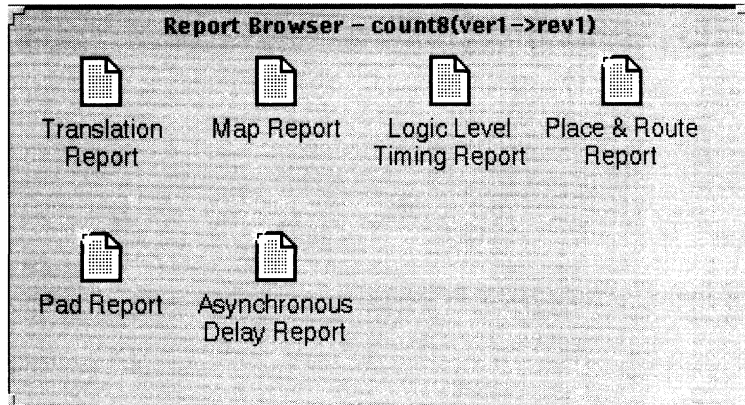 Report Browser – count8(ver1->rev1)
Translation Report
Map Report
Logic Level Timing Report
Place & Route Report
Pad Report
Asynchronous Delay Report